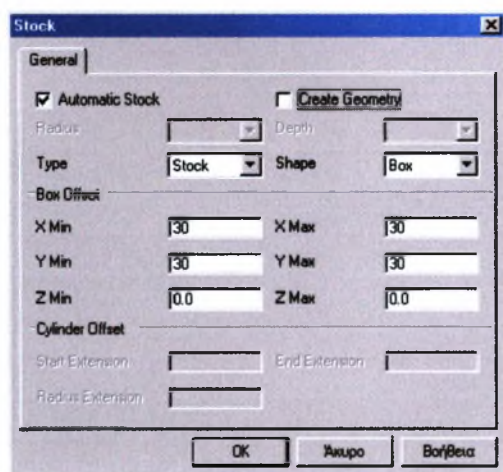 Stock
General
Automatic Stock Create Geometry
Radius Depth
Type Stock Shape Box
Box Offset
X Min 30 X Max 30
Y Min 30 Y Max 30
Z Min 0.0 Z Max 0.0
Cylinder Offset
Start Extension End Extension
Radius Extension
OK Άκυρο Βοήθεια